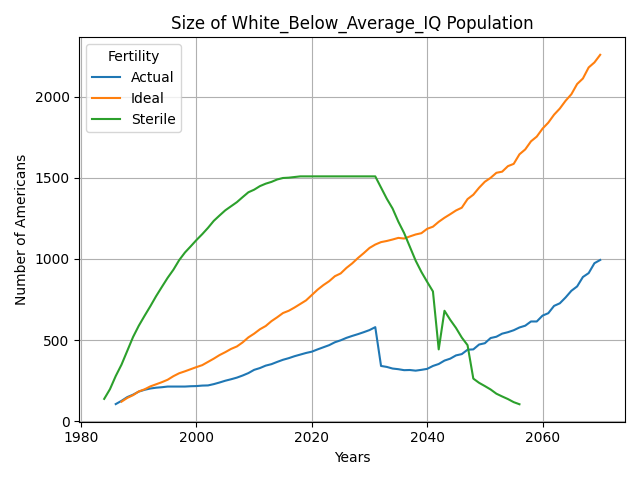 Size of White_Below_Average_IQ Population
Number of Americans
2000
1500
1000
500
0
Fertility
Actual
Ideal
Sterile
1980
2000
2020
2040
2060
Years